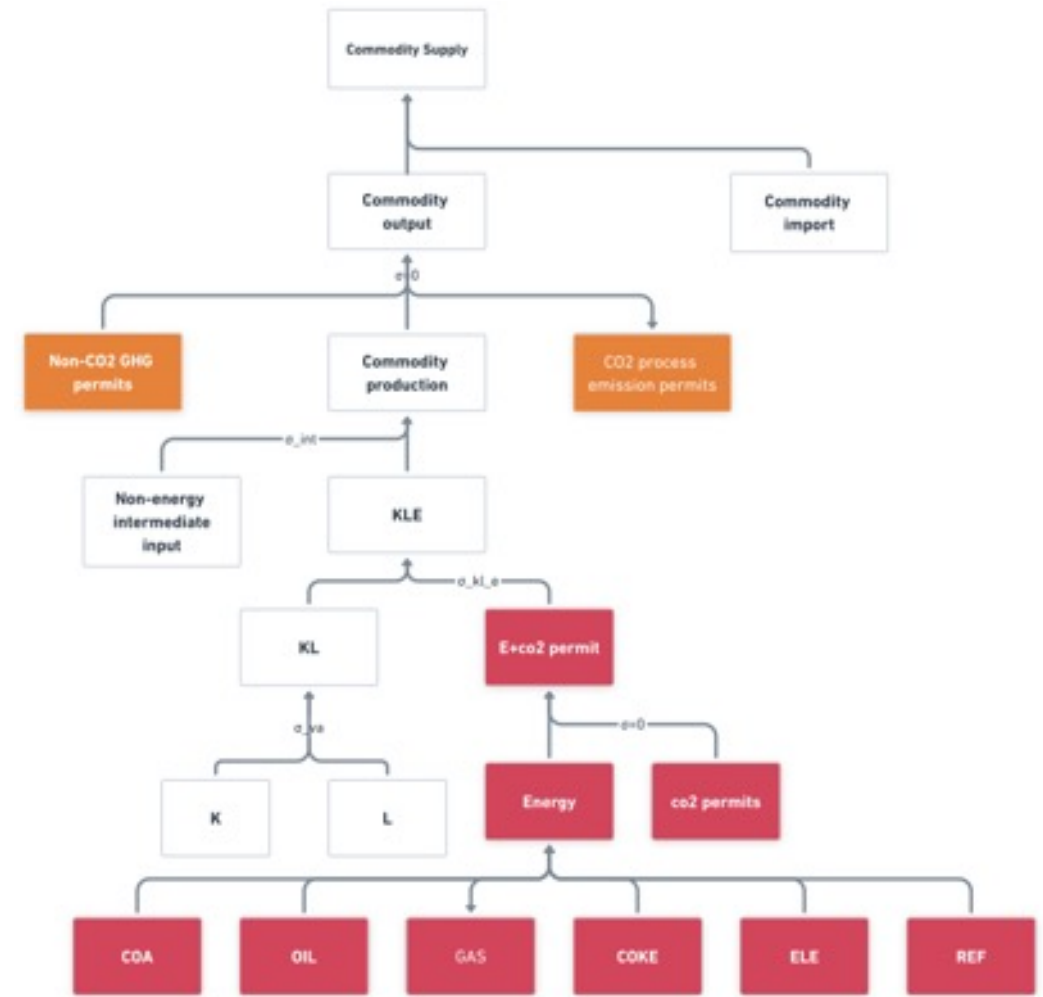 Commodity Supply
Commodity
output
Commodity
import
σ=0
Non-CO2 GHG
permits
Commodity
production
CO2 process
emission permits
σ_int
Non-energy
intermediate
input
KLE
σ_kl_e
KL
E+co2 permit
σ_va
σ=0
K
L
Energy
co2 permits
COA
OIL
GAS
COKE
ELE
REF